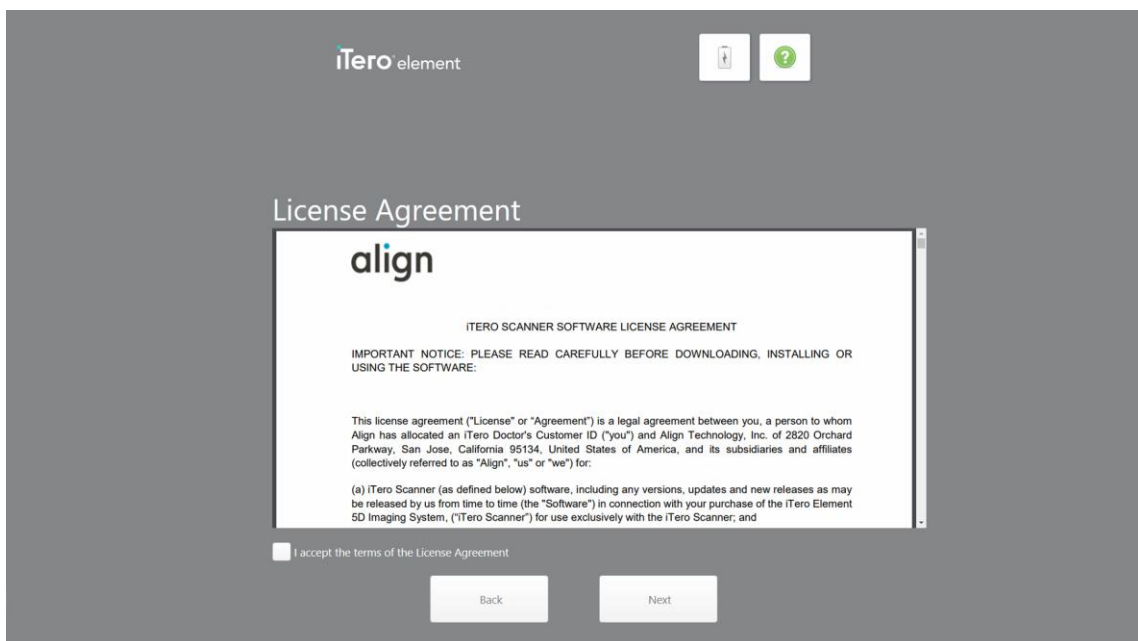 iTero element
?
License Agreement
align
iTERO SCANNER SOFTWARE LICENSE AGREEMENT
IMPORTANT NOTICE: PLEASE READ CAREFULLY BEFORE DOWNLOADING, INSTALLING OR
USING THE SOFTWARE:
This license agreement ("License" or "Agreement") is a legal agreement between you, a person to whom
Align has allocated an iTero Doctor's Customer ID ("you") and Align Technology, Inc. of 2820 Orchard
Parkway, San Jose, California 95134, United States of America, and its subsidiaries and affiliates
(collectively referred to as "Align", "us" or "we") for:
(a) iTero Scanner (as defined below) software, including any versions, updates and new releases as may
be released by us from time to time (the "Software") in connection with your purchase of the iTero Element
5D Imaging System, ("iTero Scanner") for use exclusively with the iTero Scanner; and
I accept the terms of the License Agreement
Back
Next